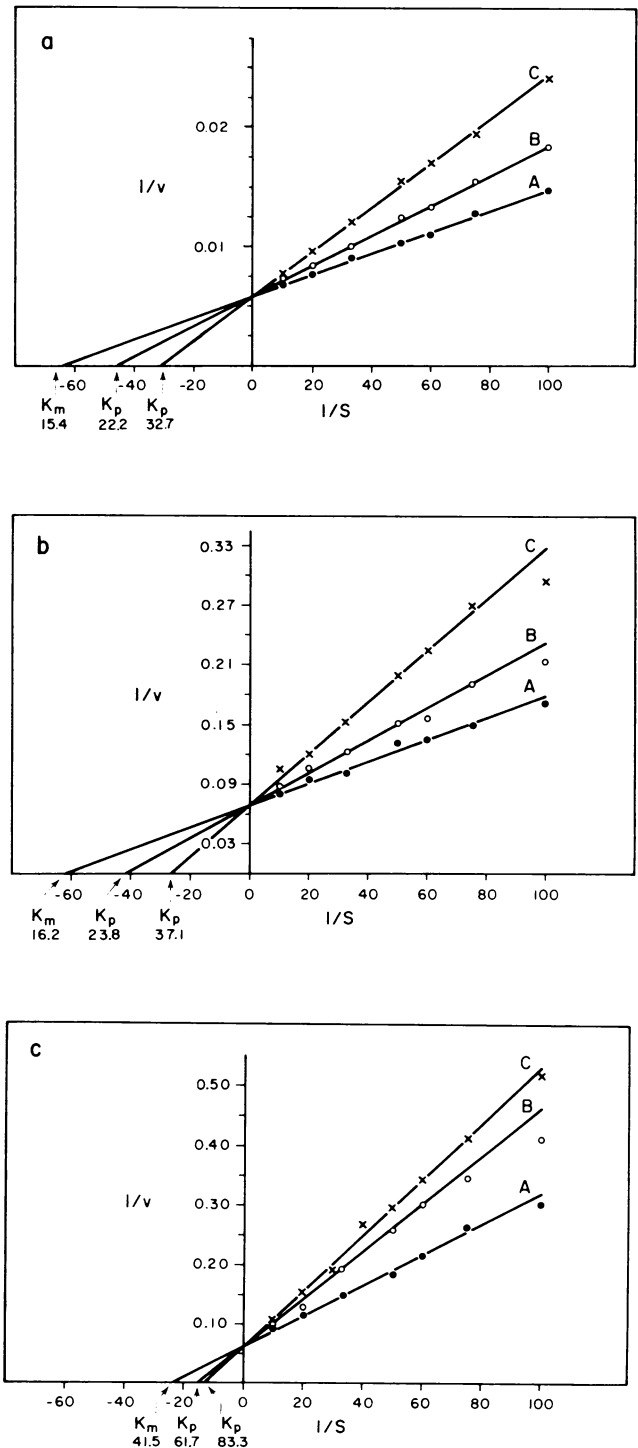 a
C
0.02
B
1/v
A
0.01
-60 -40 -20 0 20 40 60 80 100
Km Kp Kp 1/S
15.4 22.2 32.7
b
0.33
C
0.27
0.21
B
1/v
A
0.15
0.09
0.03
-60 -40 -20 0 20 40 60 80 100
Km Kp Kp 1/S
16.2 23.8 37.1
c
C
0.50
B
0.40
1/v
A
0.30
0.20
0.10
-60 -40 -20 0 20 40 60 80 100
Km Kp Kp 1/S
41.5 61.7 83.3